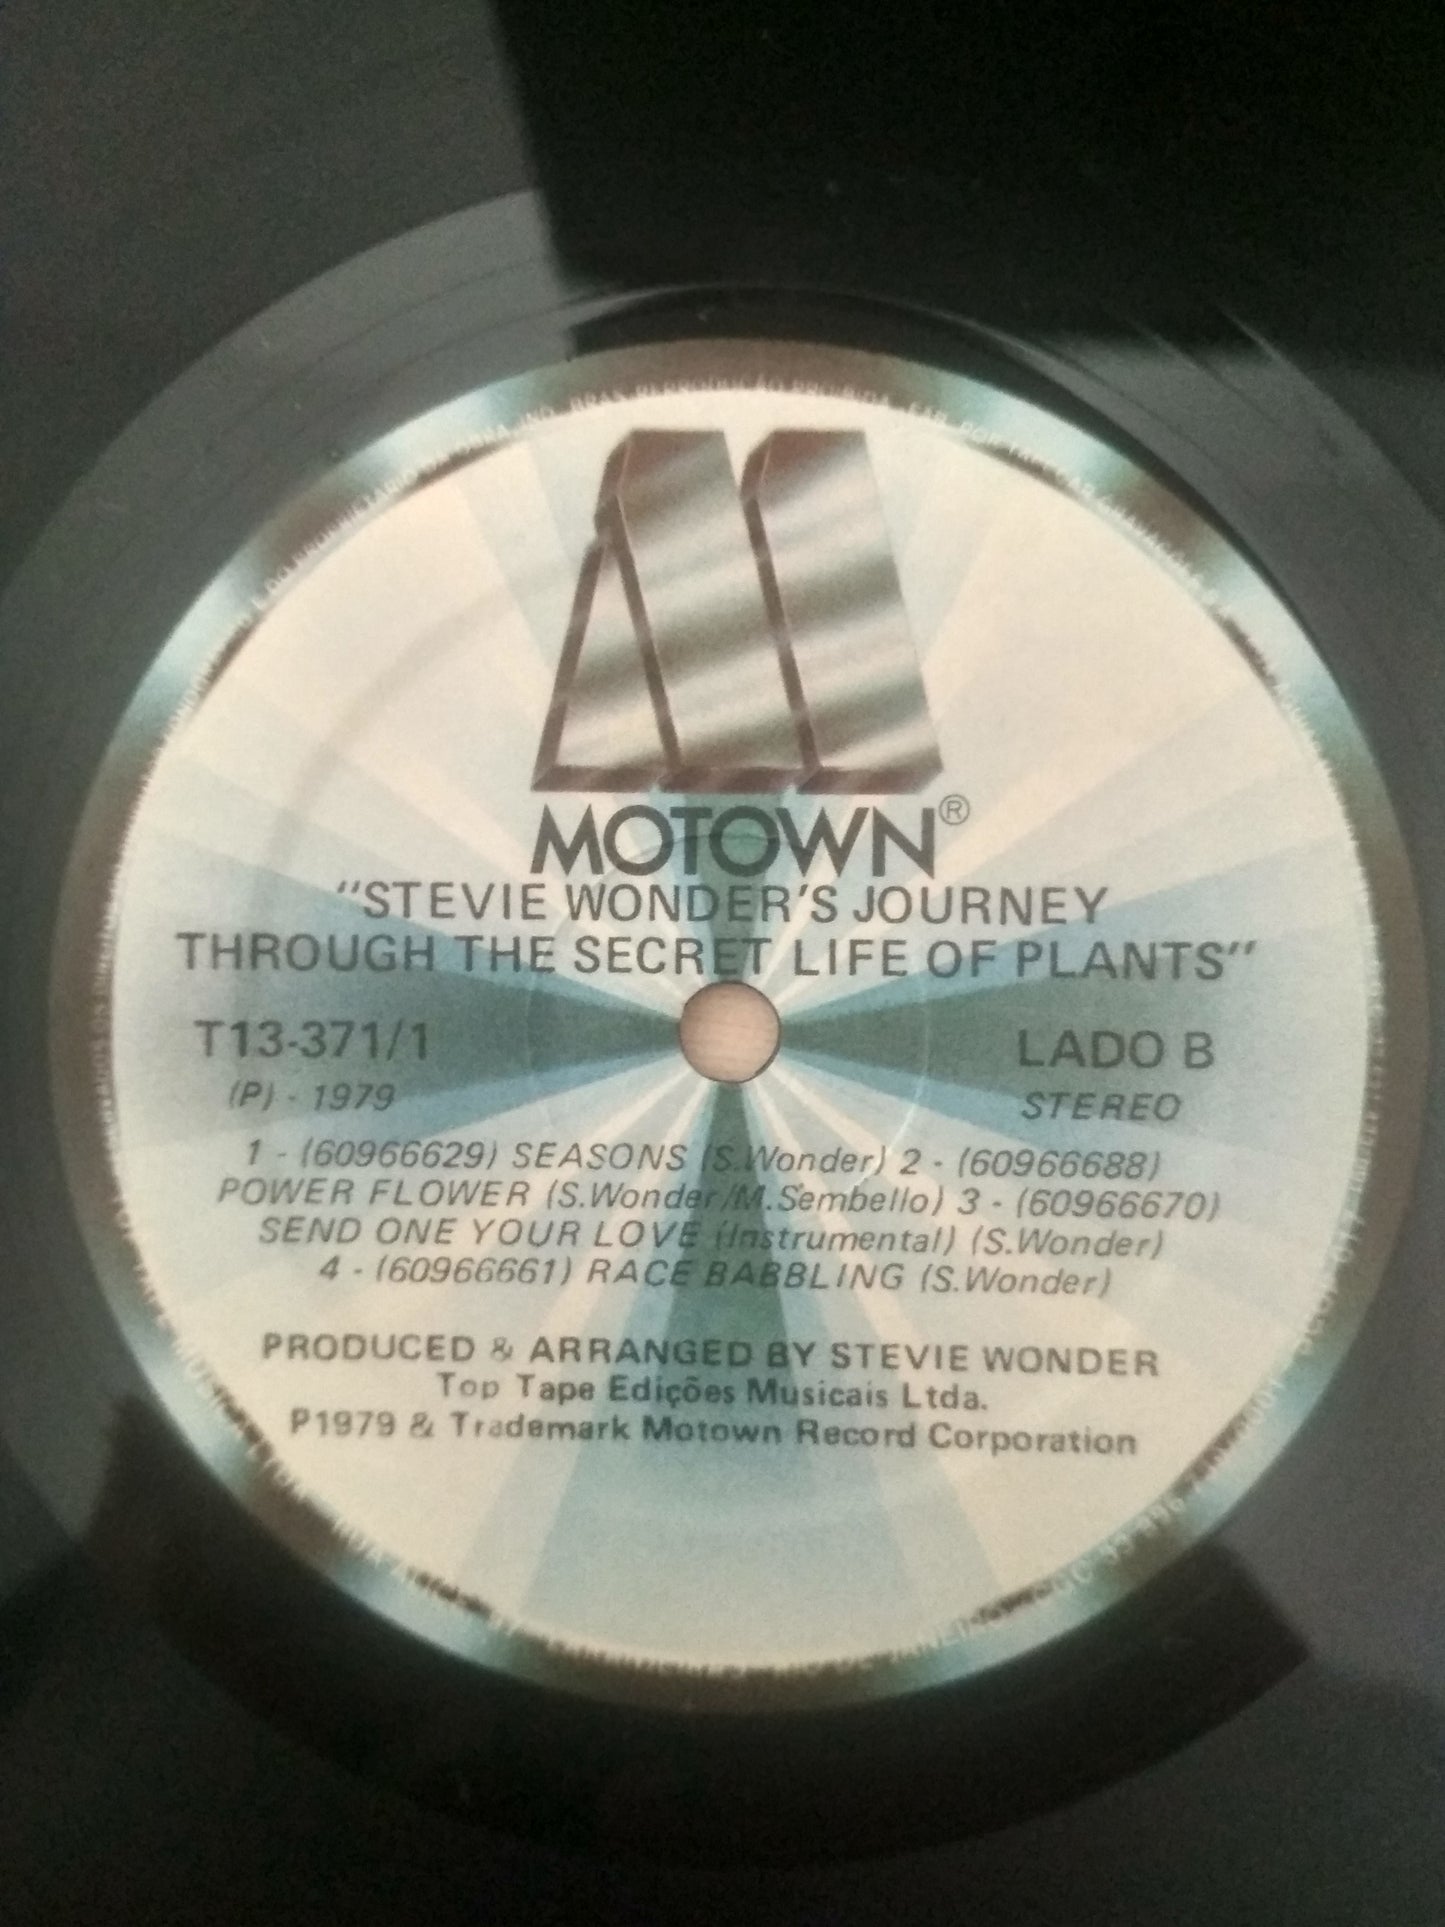 MOTOWN®
"STEVIE WONDER'S JOURNEY
THROUGH THE SECRET LIFE OF PLANTS"
T13-371/1
LADO B
(P) - 1979
STEREO
1 - (60966629) SEASONS (S.Wonder) 2 - (60966688)
POWER FLOWER (S.Wonder/M.Sembello) 3 - (60966670)
SEND ONE YOUR LOVE (Instrumental) (S.Wonder)
4 - (60966661) RACE BABBLING (S.Wonder)
PRODUCED & ARRANGED BY STEVIE WONDER
Top Tape Edições Musicais Ltda.
P1979 & Trademark Motown Record Corporation